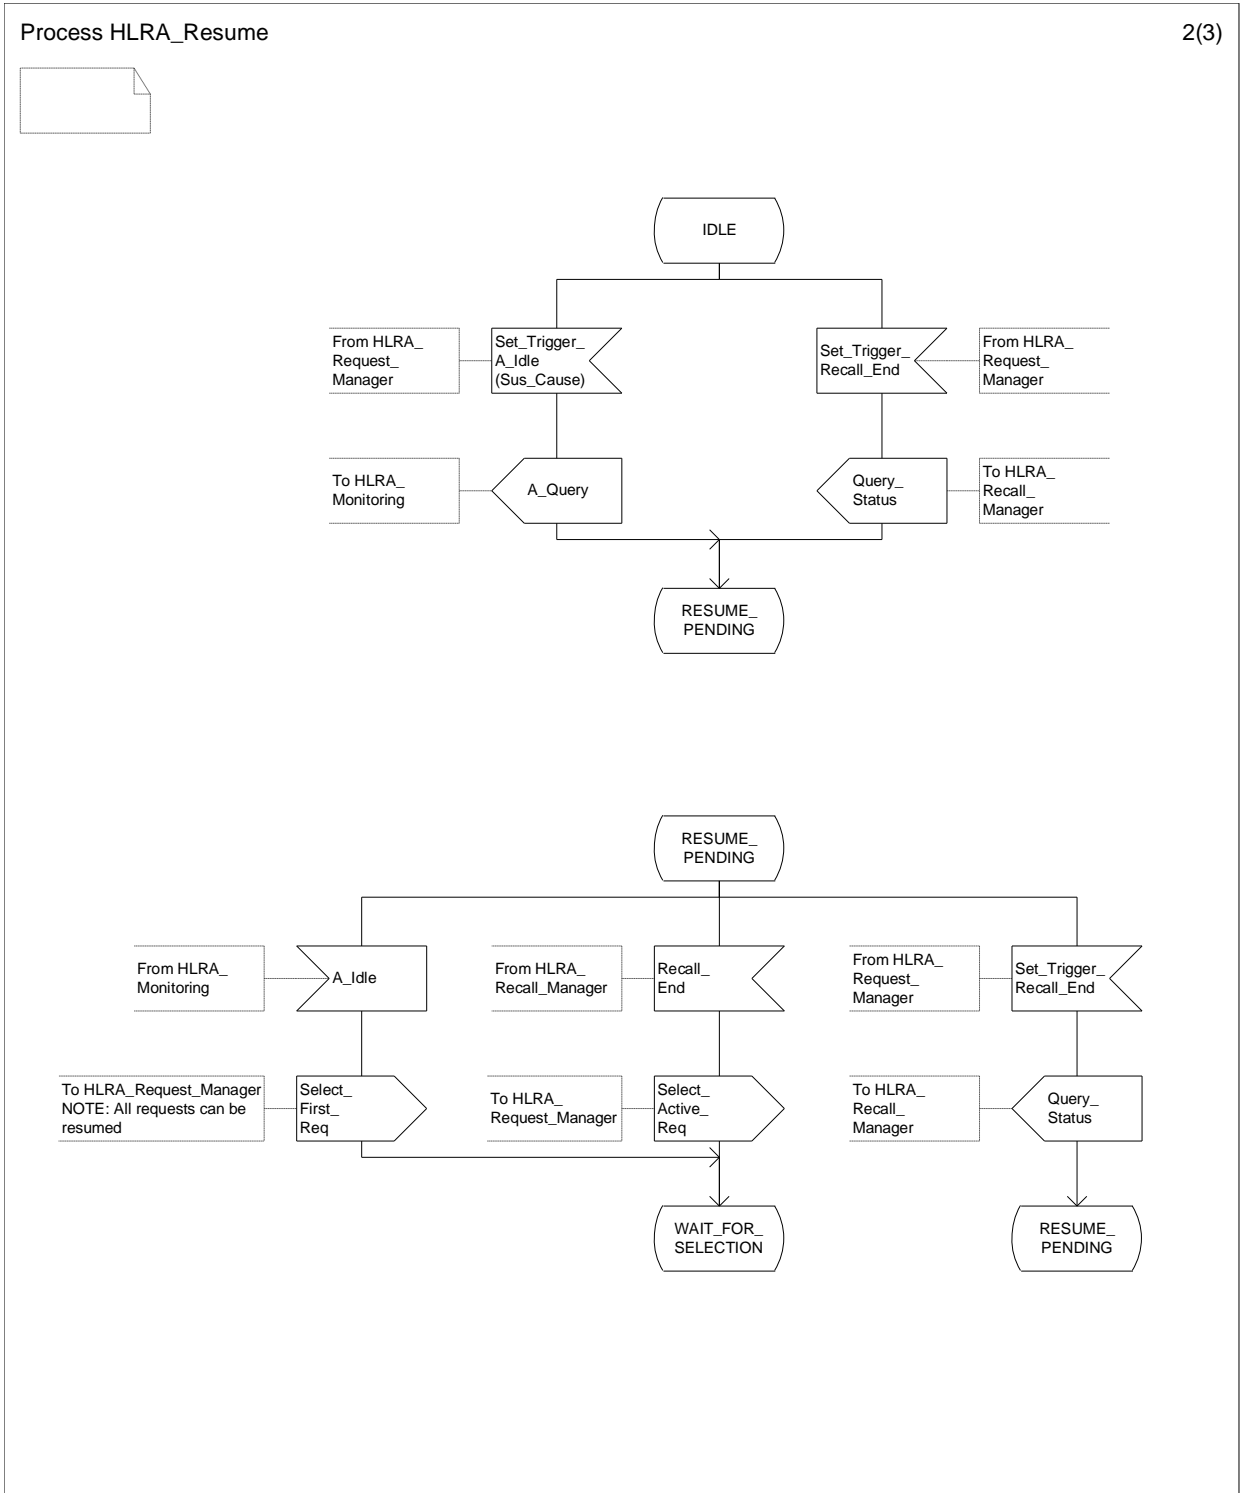 Process HLRA_Resume
2(3)
IDLE
From HLRA_
Request_
Manager
Set_Trigger_
A_Idle
(Sus_Cause)
Set_Trigger_
Recall_End
From HLRA_
Request_
Manager
To HLRA_
Monitoring
A_Query
Query_
Status
To HLRA_
Recall_
Manager
RESUME_
PENDING
RESUME_
PENDING
From HLRA_
Monitoring
A_Idle
From HLRA_
Recall_Manager
Recall_
End
From HLRA_
Request_
Manager
Set_Trigger_
Recall_End
To HLRA_Request_Manager
NOTE: All requests can be
resumed
Select_
First_
Req
To HLRA_
Request_Manager
Select_
Active_
Req
To HLRA_
Recall_
Manager
Query_
Status
WAIT_FOR_
SELECTION
RESUME_
PENDING